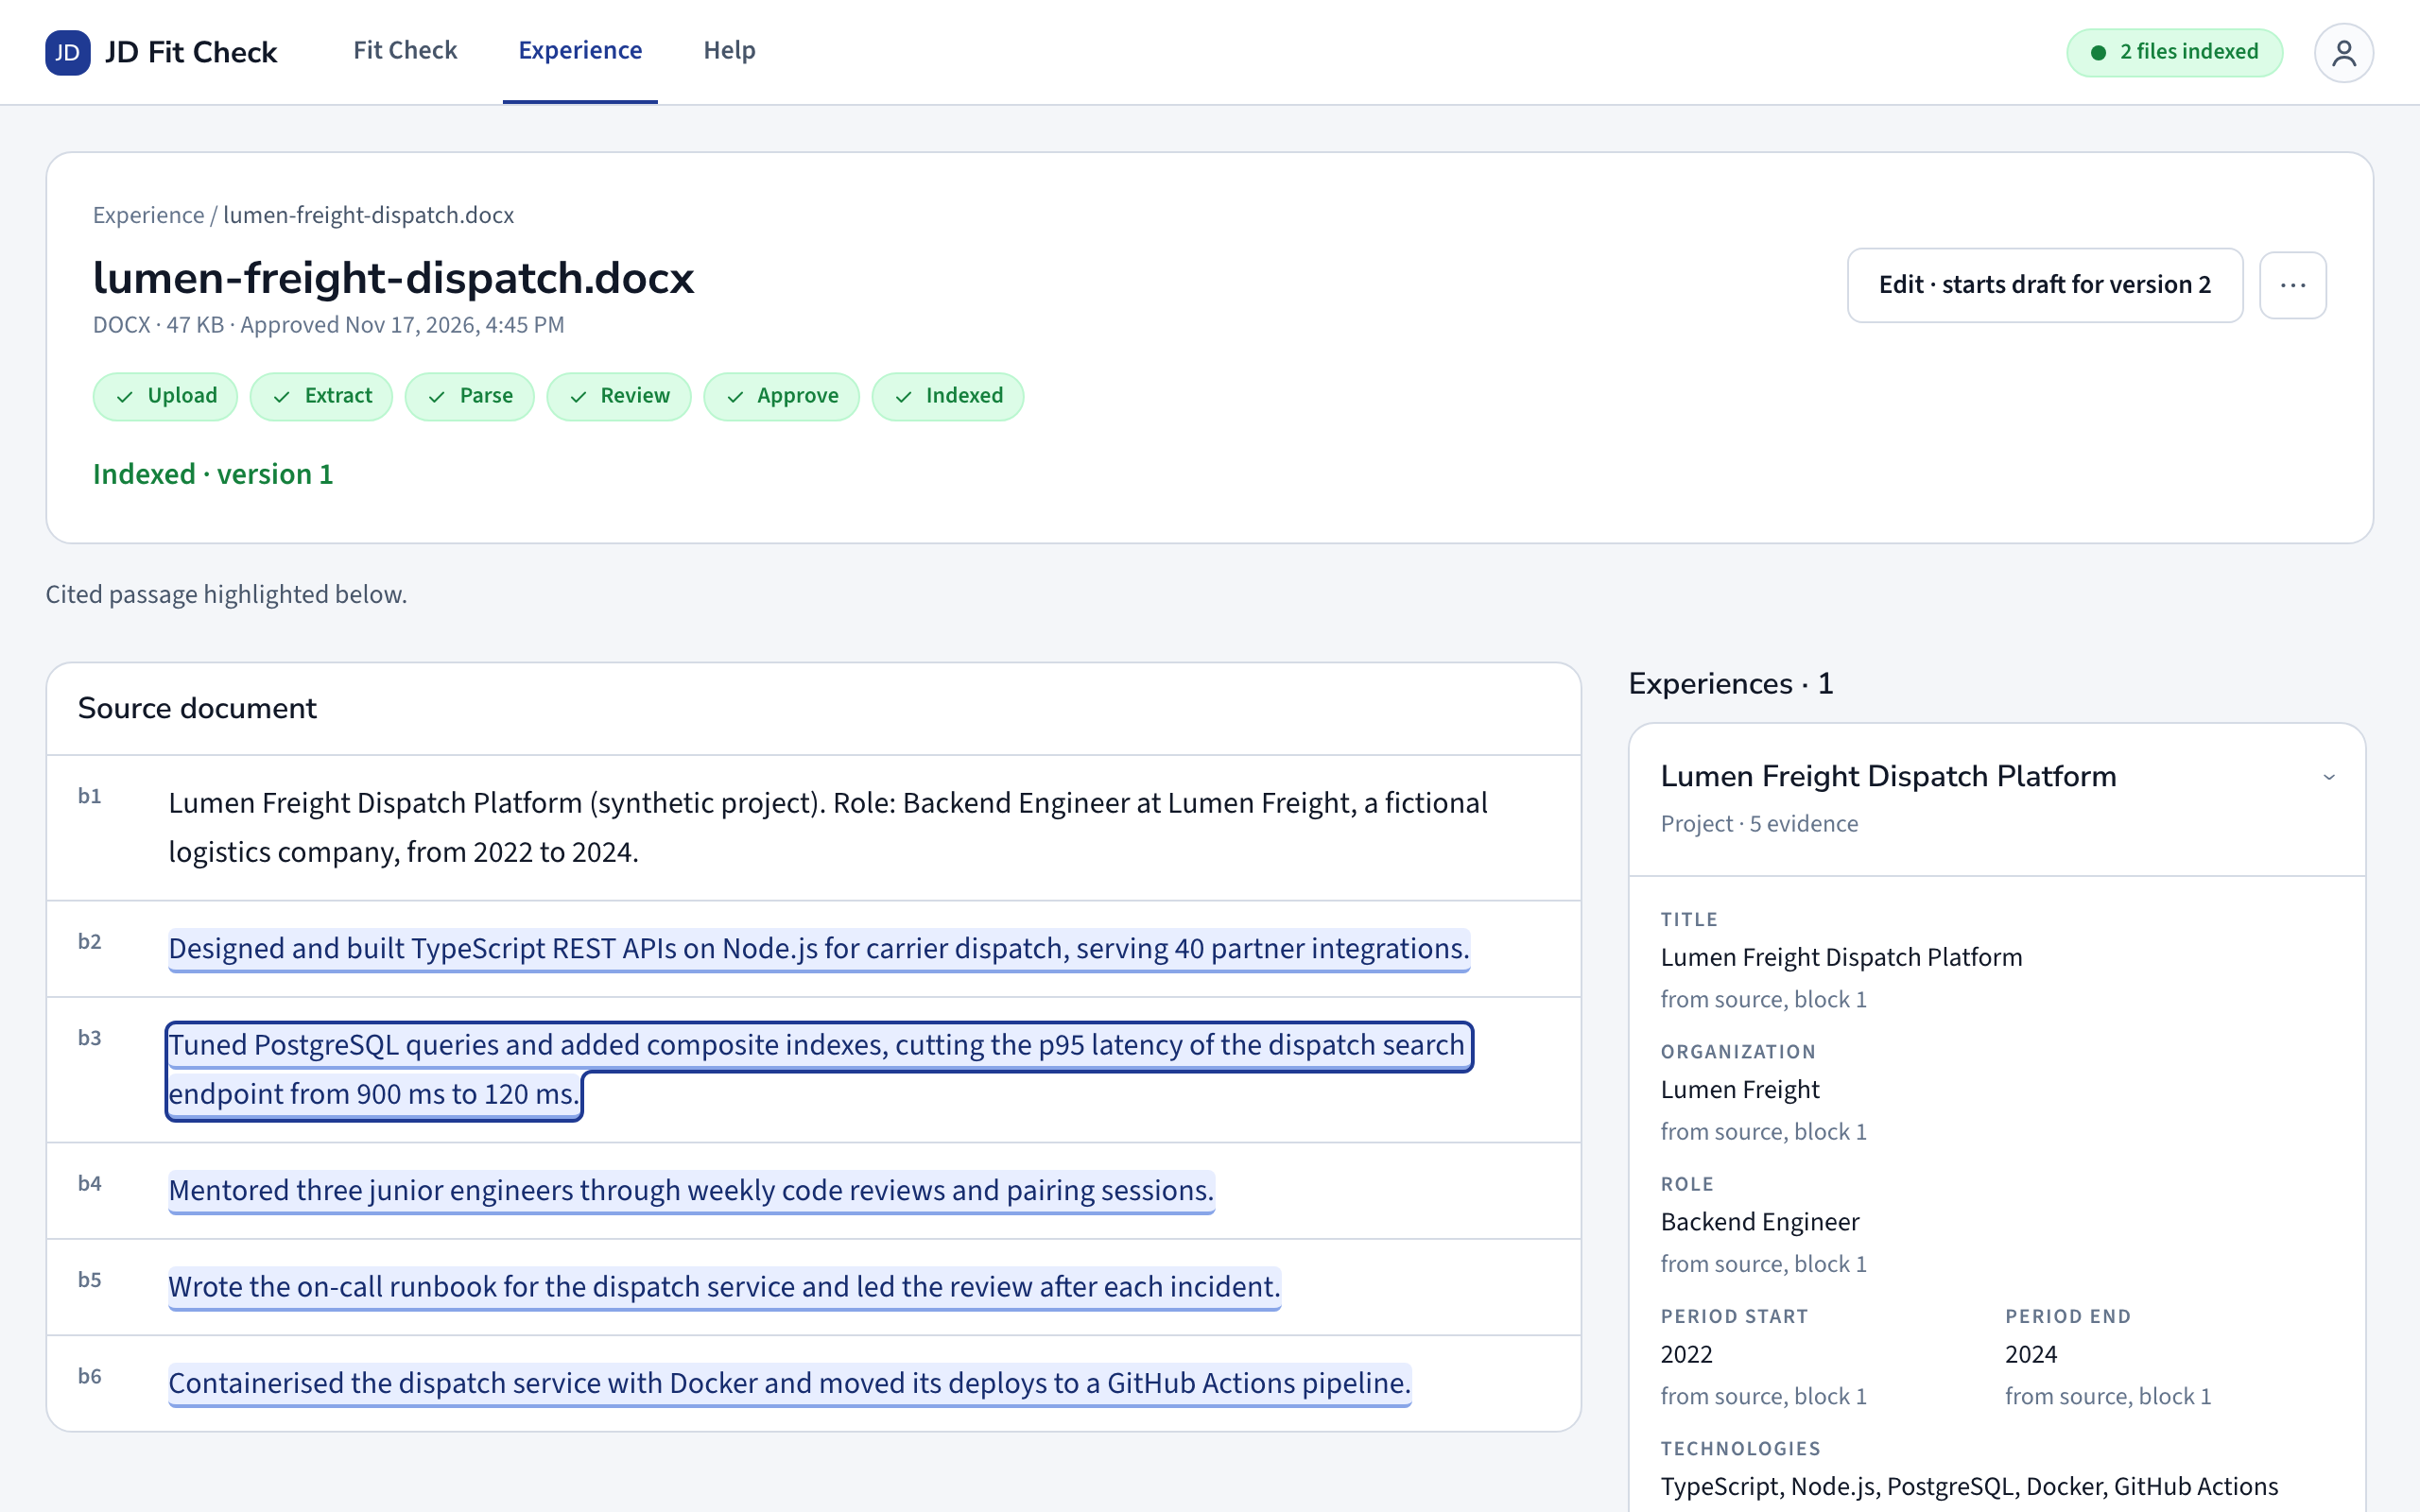 JD JD Fit Check Fit Check Experience Help 2 files indexed
Experience / lumen-freight-dispatch.docx
lumen-freight-dispatch.docx
DOCX · 47 KB · Approved Nov 17, 2026, 4:45 PM
Edit · starts draft for version 2 ···
Upload Extract Parse Review Approve Indexed
Indexed · version 1
Cited passage highlighted below.
Source document
b1 Lumen Freight Dispatch Platform (synthetic project). Role: Backend Engineer at Lumen Freight, a fictional
logistics company, from 2022 to 2024.
b2 Designed and built TypeScript REST APIs on Node.js for carrier dispatch, serving 40 partner integrations.
b3 Tuned PostgreSQL queries and added composite indexes, cutting the p95 latency of the dispatch search
endpoint from 900 ms to 120 ms.
b4 Mentored three junior engineers through weekly code reviews and pairing sessions.
b5 Wrote the on-call runbook for the dispatch service and led the review after each incident.
b6 Containerised the dispatch service with Docker and moved its deploys to a GitHub Actions pipeline.
Experiences · 1
Lumen Freight Dispatch Platform
Project · 5 evidence
TITLE
Lumen Freight Dispatch Platform
from source, block 1
ORGANIZATION
Lumen Freight
from source, block 1
ROLE
Backend Engineer
from source, block 1
PERIOD START PERIOD END
2022 2024
from source, block 1 from source, block 1
TECHNOLOGIES
TypeScript, Node.js, PostgreSQL, Docker, GitHub Actions